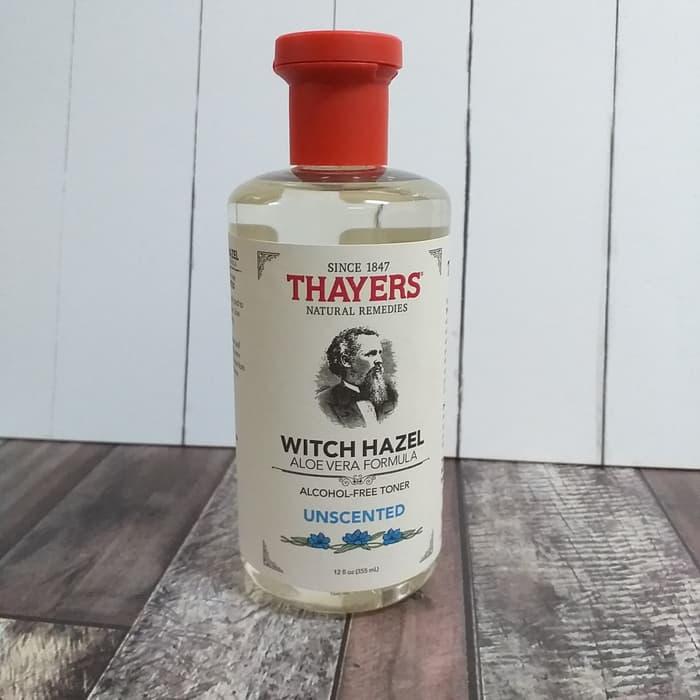 SINCE 1847
THAYERS®
NATURAL REMEDIES
WITCH HAZEL
ALOE VERA FORMULA
ALCOHOL-FREE TONER
UNSCENTED
12 fl oz (355 mL)